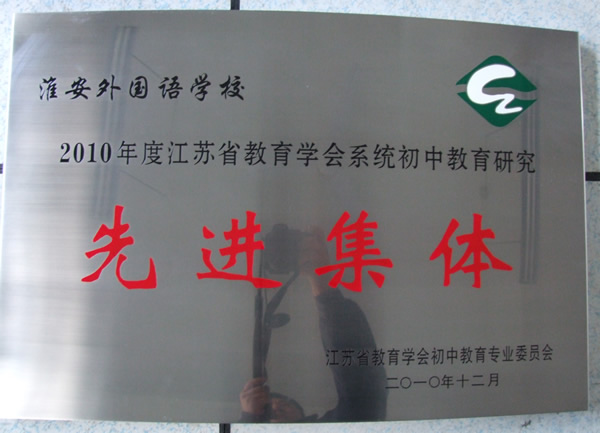 淮安外国语学校
2010年度江苏省教育学会系统初中教育研究
先进集体
江苏省教育学会初中教育专业委员会
二〇一〇年十二月